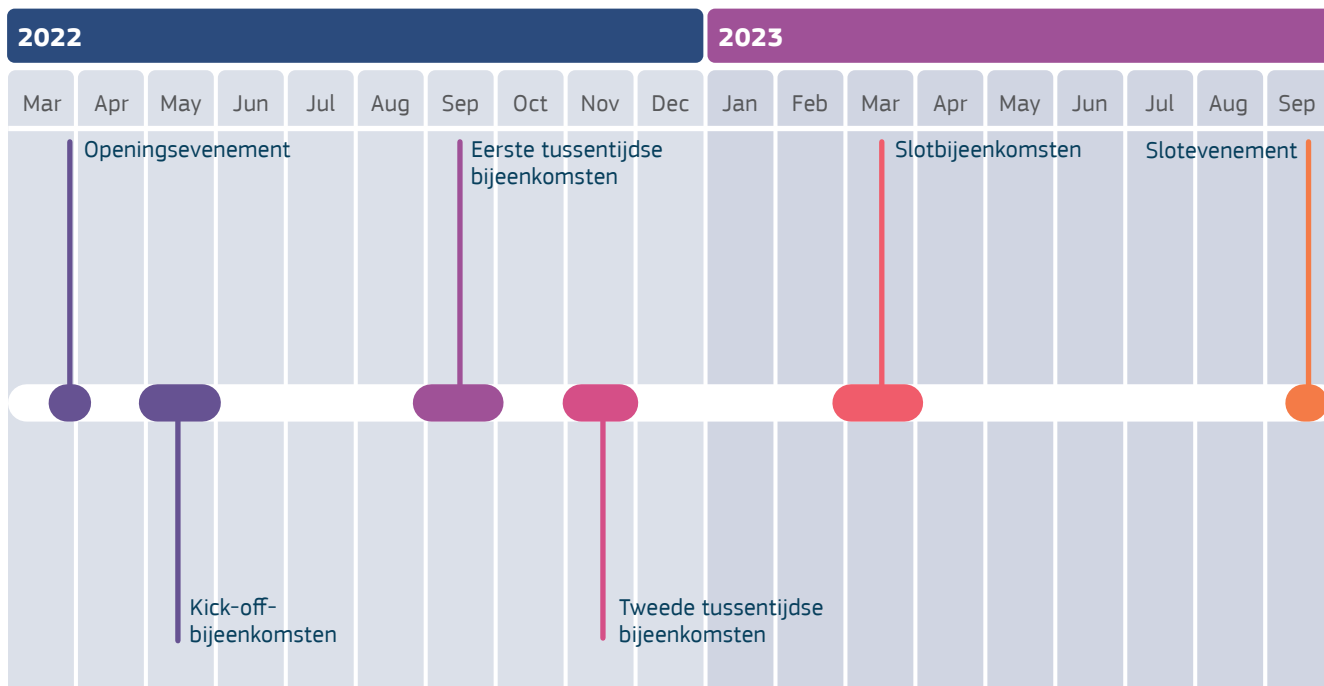 2022
2023
Mar Apr May Jun Jul Aug Sep Oct Nov Dec Jan Feb Mar Apr May Jun Jul Aug Sep
Openingsevenement
Eerste tussentijdse
bijeenkomsten
Slotbijeenkomsten
Slotevenement
Kick-off-
bijeenkomsten
Tweede tussentijdse
bijeenkomsten